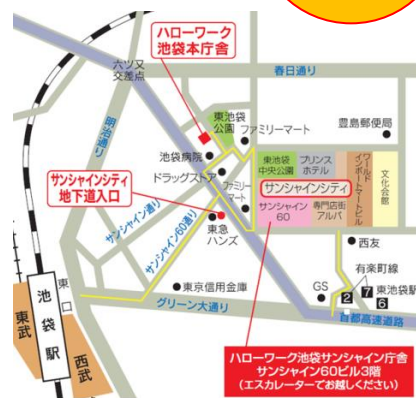 ハローワーク
池袋本庁舎
六ツ又
交差点
春日通り
明治通り
東池袋
公園
ファミリーマート
豊島郵便局
池袋病院
ドラッグストア
ファミリー
マート
東池袋
中央公園
プリンス
ホテル
ワールド
インポートマートビル
文化会館
サンシャインシティ
サンシャイン
60
専門店街
アルパ
サンシャインシティ
地下道入口
サンシャイン通り
サンシャイン60通り
東急
ハンズ
西友
有楽町線
東池袋駅
2
7
6
GS
東京信用金庫
グリーン大通り
首都高速道路
東口
池袋駅
東武
西武
ハローワーク池袋サンシャイン庁舎
サンシャイン60ビル3階
(エスカレーターでお越しください)